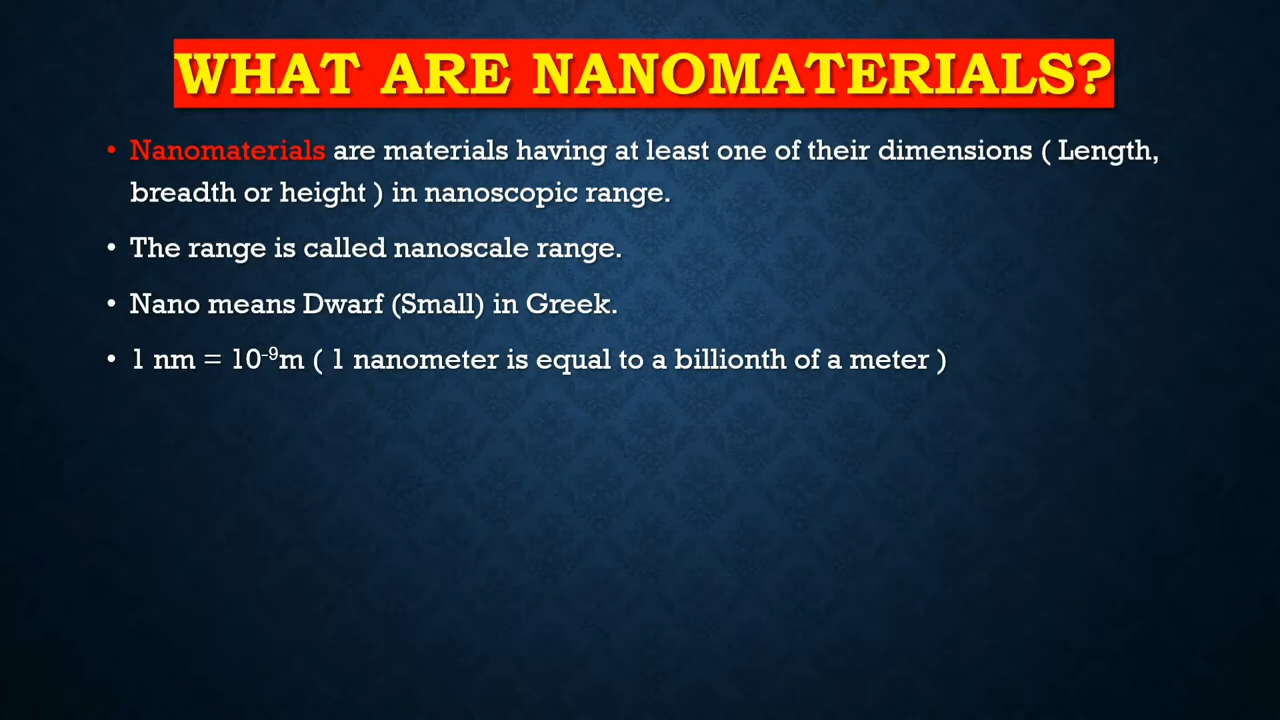 WHAT ARE NANOMATERIALS?
• Nanomaterials are materials having at least one of their dimensions ( Length,
breadth or height ) in nanoscopic range.
• The range is called nanoscale range.
• Nano means Dwarf (Small) in Greek.
• 1 nm = 10⁻⁹m ( 1 nanometer is equal to a billionth of a meter )